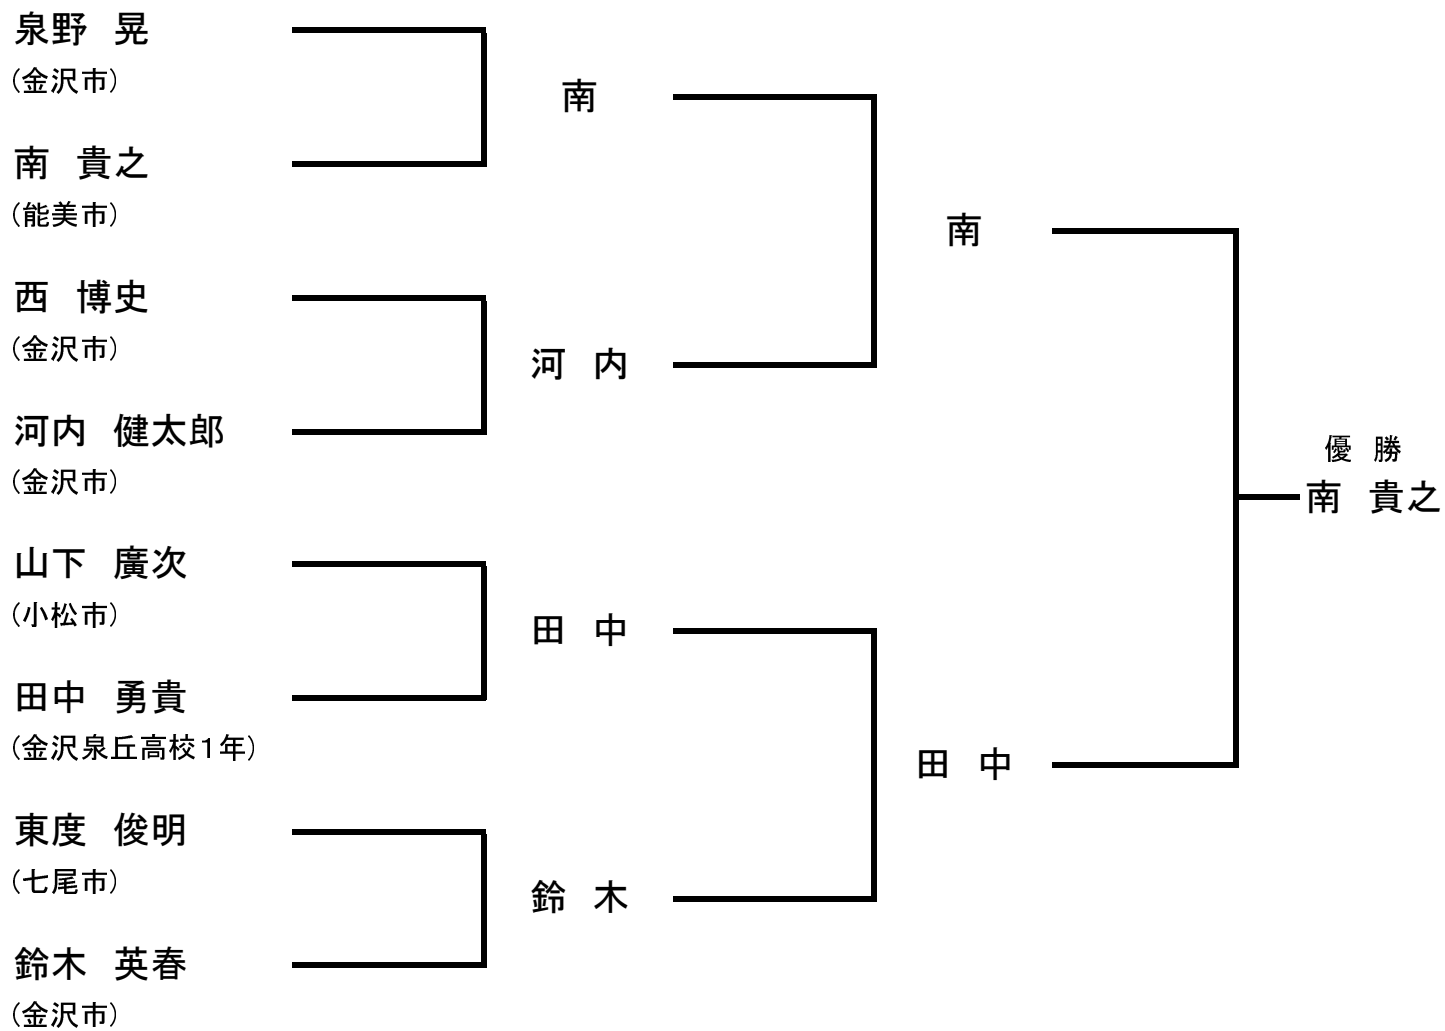 泉野　晃
(金沢市)
南　貴之
(能美市)
西　博史
(金沢市)
河内　健太郎
(金沢市)
山下　廣次
(小松市)
田中　勇貴
(金沢泉丘高校１年)
東度　俊明
(七尾市)
鈴木　英春
(金沢市)
南
河　内
田　中
鈴　木
南
田　中
優　勝
南　貴之